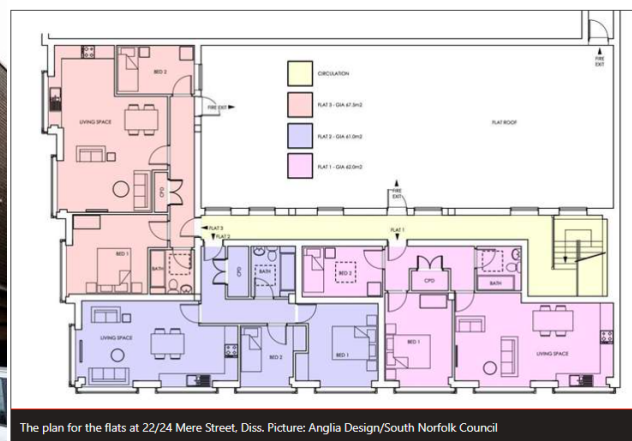 FIRE
EXIT
BED 2
CIRCULATION
FIRE EXIT
FLAT 3 - GIA 67.5m2
LIVING SPACE
FLAT ROOF
FLAT 2 - GIA 61.0m2
FLAT 1 - GIA 62.0m2
CPD
FIRE
EXIT
FLAT 3
FLAT 2
FLAT 1
BED 1
BATH
CPD
BATH
BED 2
CPD
BATH
LIVING SPACE
BED 2
BED 1
BED 1
LIVING SPACE
The plan for the flats at 22/24 Mere Street, Diss. Picture: Anglia Design/South Norfolk Council